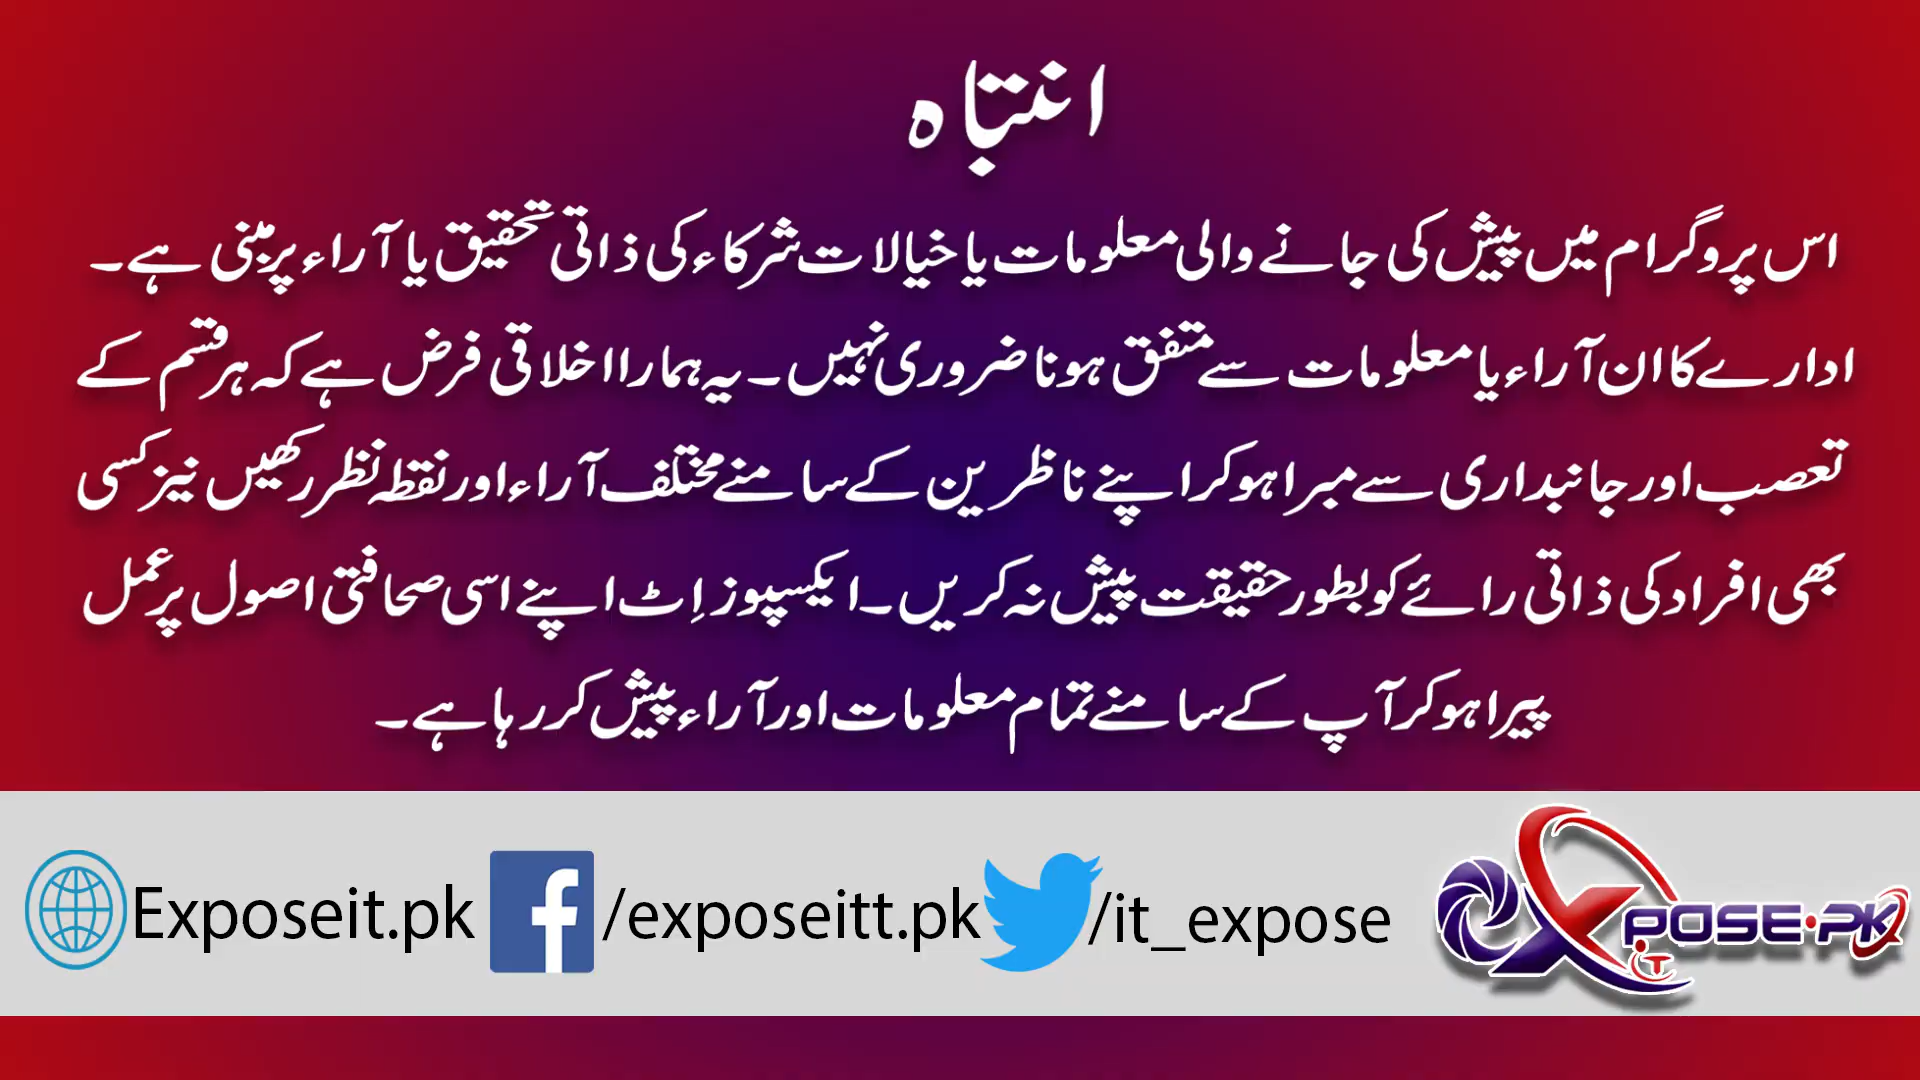 انتباہ
اس پروگرام میں پیش کی جانے والی معلومات یا خیالات شرکاء کی ذاتی تحقیق یا آراء پر مبنی ہے۔
ادارے کا ان آراء یا معلومات سے متفق ہونا ضروری نہیں۔ یہ ہمارا اخلاقی فرض ہے کہ ہر قسم کے
تعصب اور جانبداری سے مبرا ہو کر اپنے ناظرین کے سامنے مختلف آراء اور نقطہ نظر رکھیں نیز کسی
بھی افراد کی ذاتی رائے کو بطور حقیقت پیش نہ کریں۔ ایکسپوز اِٹ اپنے اسی صحافتی اصول پر عمل
پیرا ہو کر آپ کے سامنے تمام معلومات اور آراء پیش کر رہا ہے۔
Exposeit.pk /exposeitt.pk /it_expose
eXpose.pk
iT